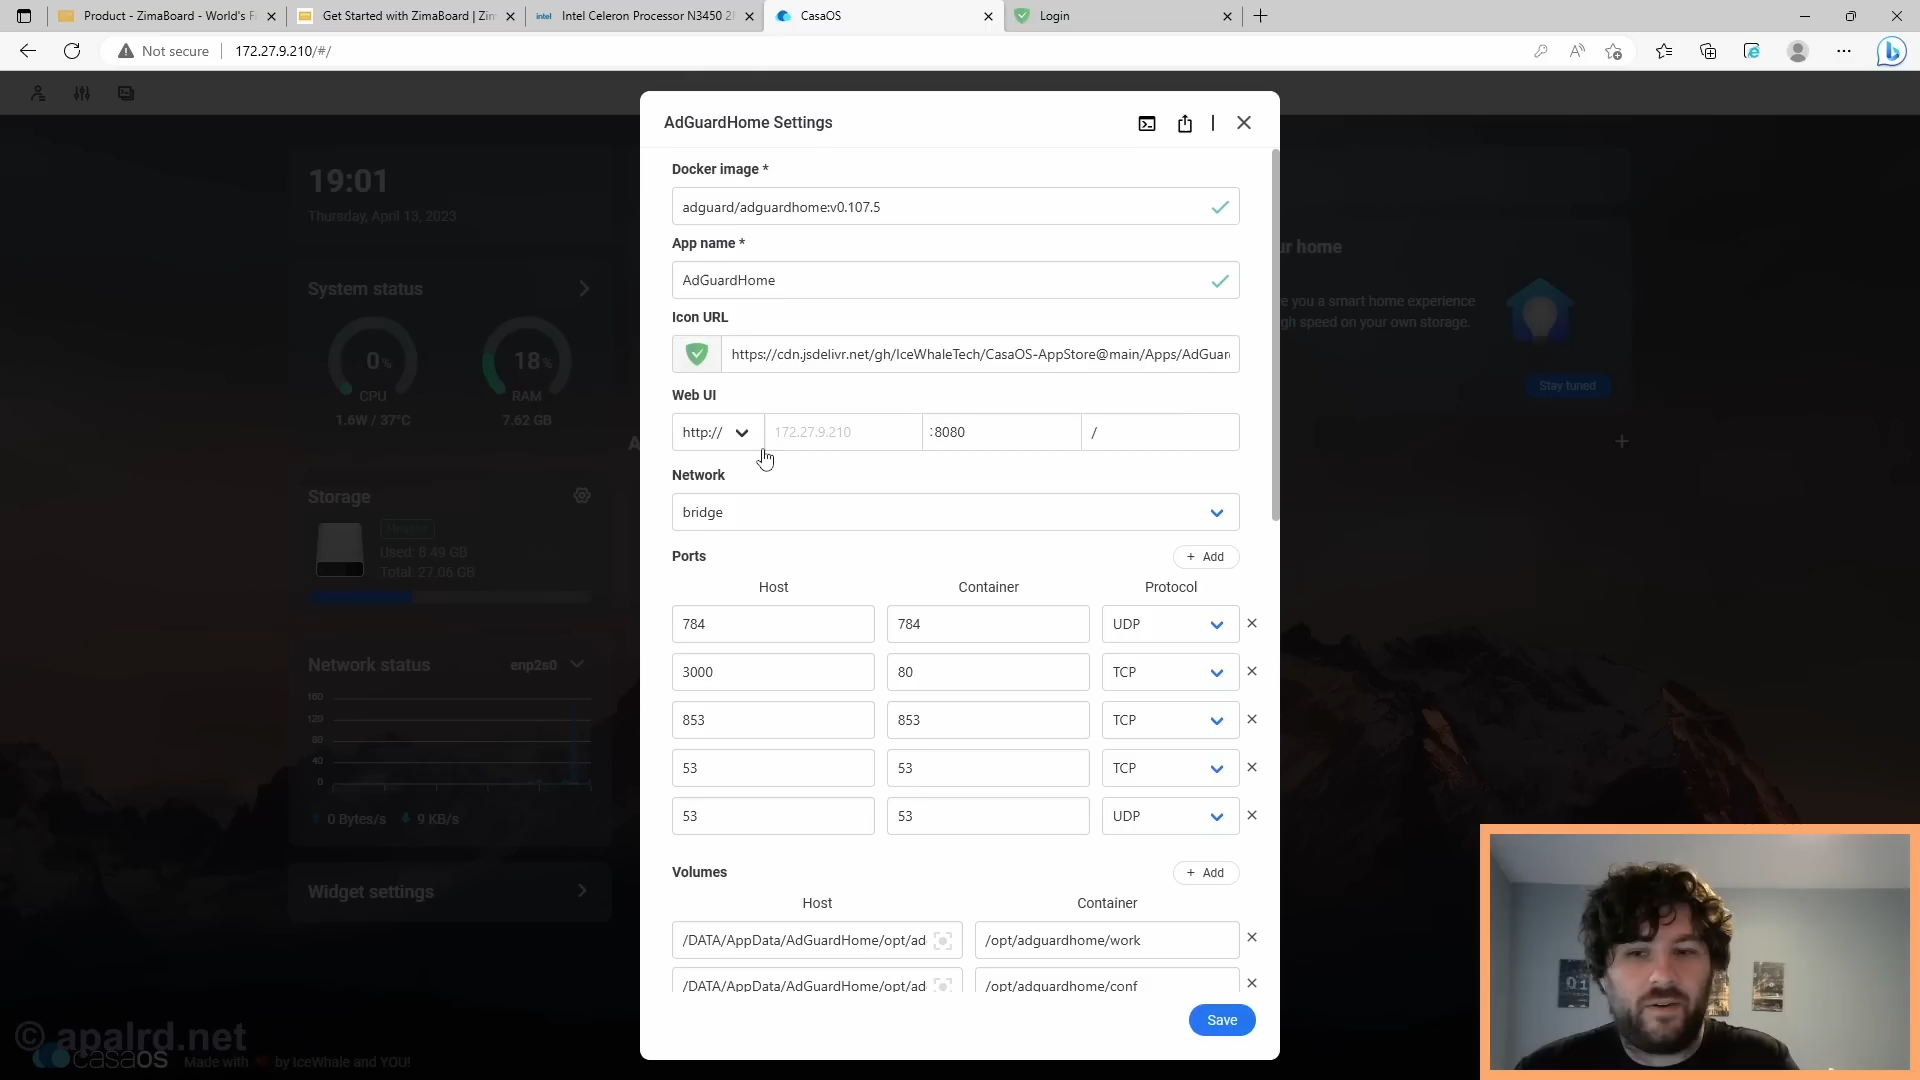 Product - ZimaBoard - World's F
Get Started with ZimaBoard | Zim
intel
Intel Celeron Processor N3450 2
CasaOS
Login
Not secure
172.27.9.210/#/
AdGuardHome Settings
19:01
Thursday, April 13, 2023
System status
0%
CPU
1.6W / 37°C
18%
RAM
7.62 GB
Storage
Healthy
Used: 8.49 GB
Total: 27.06 GB
Network status
enp2s0
160
120
80
40
0
0 Bytes/s
9 KB/s
Widget settings
Docker image *
adguard/adguardhome:v0.107.5
App name *
AdGuardHome
Icon URL
https://cdn.jsdelivr.net/gh/IceWhaleTech/CasaOS-AppStore@main/Apps/AdGuar
Web UI
http://
172.27.9.210
:8080
/
Network
bridge
Ports
+ Add
Host
Container
Protocol
784
784
UDP
3000
80
TCP
853
853
TCP
53
53
TCP
53
53
UDP
Volumes
+ Add
Host
Container
/DATA/AppData/AdGuardHome/opt/ad
/opt/adguardhome/work
/DATA/AppData/AdGuardHome/opt/ad
/opt/adguardhome/conf
Save
ur home
e you a smart home experience
gh speed on your own storage.
Stay tuned
© apalrd.net
casaOS
Made with
by IceWhale and YOU!